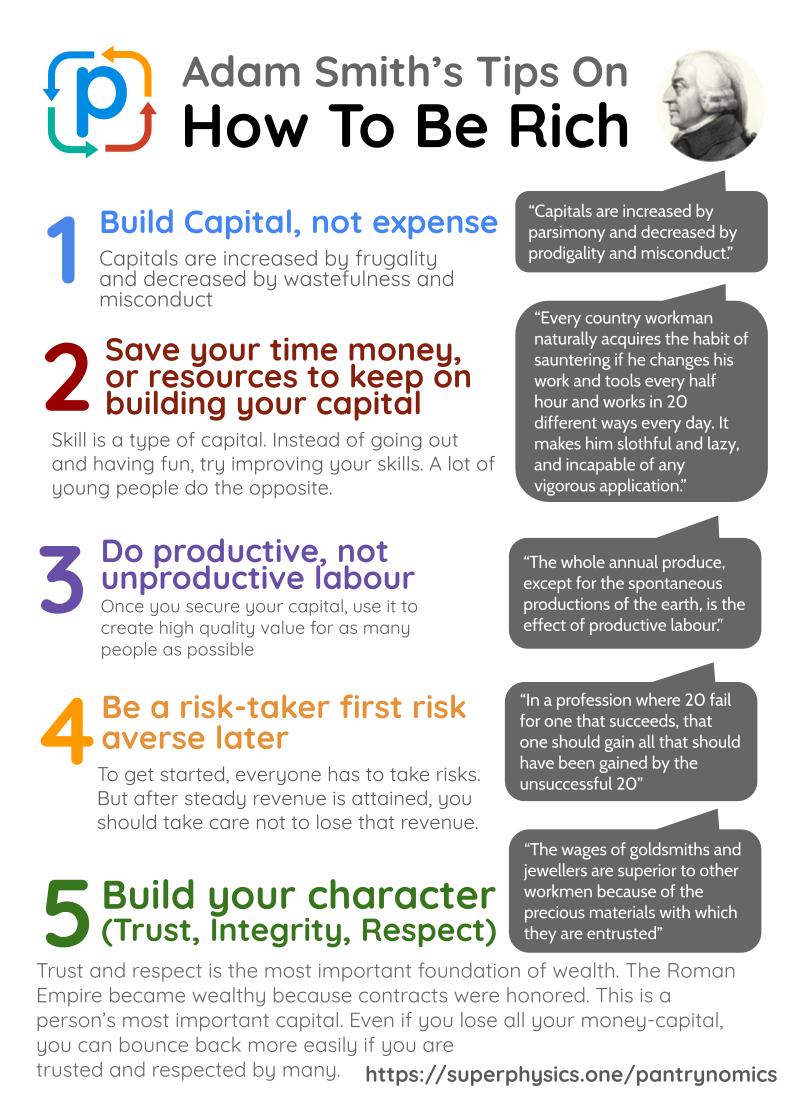 p
Adam Smith's Tips On
How To Be Rich
1
Build Capital, not expense
Capitals are increased by frugality
and decreased by wastefulness and
misconduct
“Capitals are increased by
parsimony and decreased by
prodigality and misconduct.”
2
Save your time money,
or resources to keep on
building your capital
Skill is a type of capital. Instead of going out
and having fun, try improving your skills. A lot of
young people do the opposite.
“Every country workman
naturally acquires the habit of
sauntering if he changes his
work and tools every half
hour and works in 20
different ways every day. It
makes him slothful and lazy,
and incapable of any
vigorous application.”
3
Do productive, not
unproductive labour
Once you secure your capital, use it to
create high quality value for as many
people as possible
“The whole annual produce,
except for the spontaneous
productions of the earth, is the
effect of productive labour.”
4
Be a risk-taker first risk
averse later
To get started, everyone has to take risks.
But after steady revenue is attained, you
should take care not to lose that revenue.
“In a profession where 20 fail
for one that succeeds, that
one should gain all that should
have been gained by the
unsuccessful 20”
5
Build your character
(Trust, Integrity, Respect)
“The wages of goldsmiths and
jewellers are superior to other
workmen because of the
precious materials with which
they are entrusted”
Trust and respect is the most important foundation of wealth. The Roman
Empire became wealthy because contracts were honored. This is a
person's most important capital. Even if you lose all your money-capital,
you can bounce back more easily if you are
trusted and respected by many.
https://superphysics.one/pantrynomics